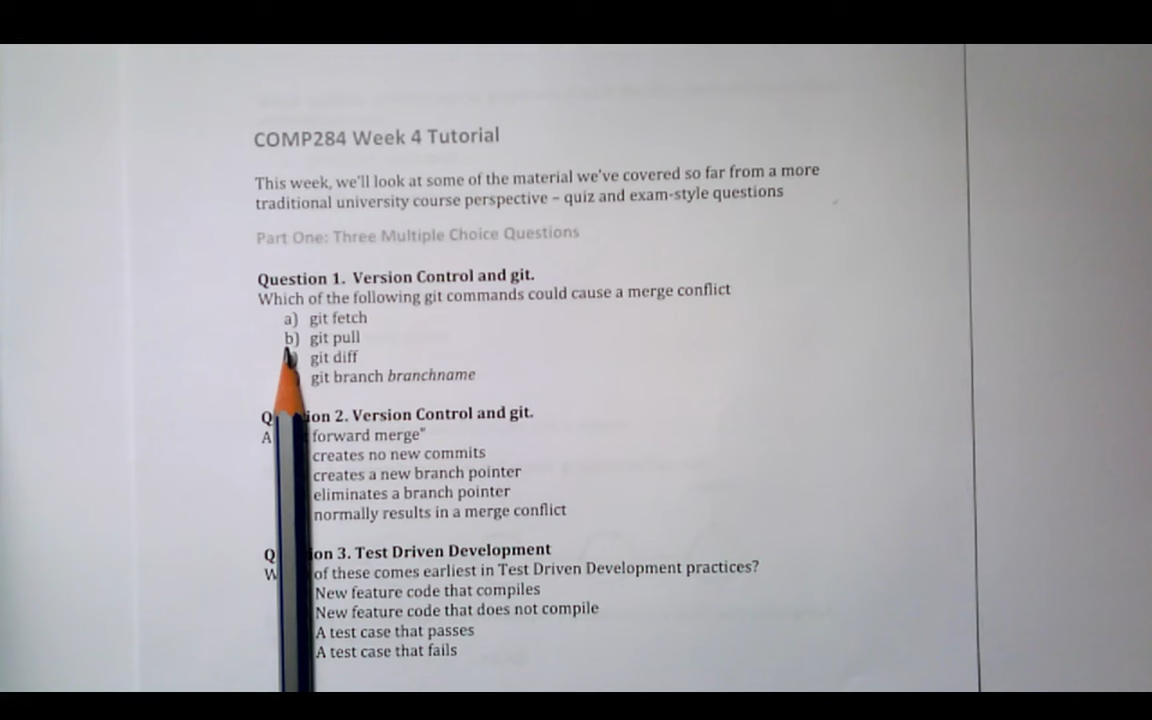 COMP284 Week 4 Tutorial
This week, we'll look at some of the material we've covered so far from a more
traditional university course perspective – quiz and exam-style questions
Part One: Three Multiple Choice Questions
Question 1. Version Control and git.
Which of the following git commands could cause a merge conflict
a) git fetch
b) git pull
git diff
git branch branchname
2. Version Control and git.
A forward merge"
creates no new commits
creates a new branch pointer
eliminates a branch pointer
normally results in a merge conflict
3. Test Driven Development
of these comes earliest in Test Driven Development practices?
New feature code that compiles
New feature code that does not compile
A test case that passes
A test case that fails